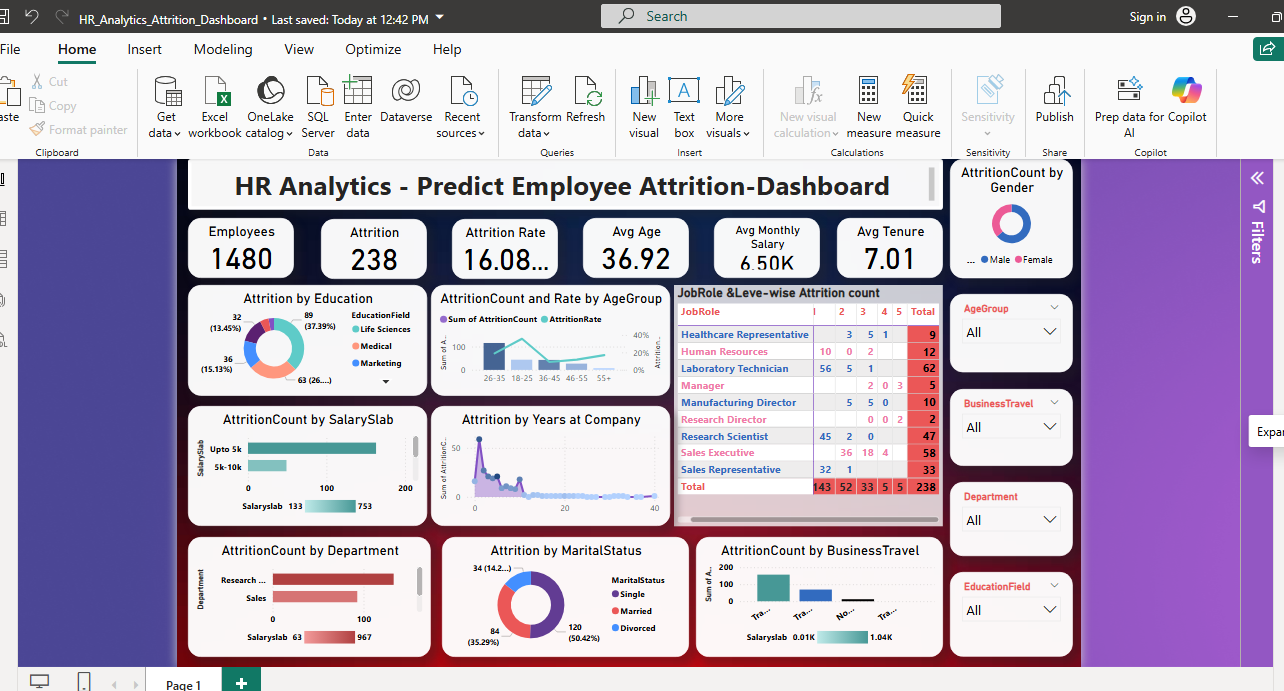 HR_Analytics_Attrition_Dashboard • Last saved: Today at 12:42 PM
Search
Sign in
File
Home
Insert
Modeling
View
Optimize
Help
aste
Cut
Copy
Format painter
Clipboard
Get data
Excel workbook
OneLake catalog
SQL Server
Enter data
Dataverse
Recent sources
Data
Transform data
Refresh
Queries
New visual
Text box
More visuals
Insert
New visual calculation
New measure
Quick measure
Calculations
Sensitivity
Sensitivity
Publish
Share
Prep data for AI
Copilot
Copilot
HR Analytics - Predict Employee Attrition-Dashboard
Employees
1480
Attrition
238
Attrition Rate
16.08...
Avg Age
36.92
Avg Monthly Salary
6.50K
Avg Tenure
7.01
AttritionCount by Gender
... Male Female
Filters
Attrition by Education
32 (13.45%)
89 (37.39%)
36 (15.13%)
63 (26....)
EducationField
Life Sciences
Medical
Marketing
AttritionCount and Rate by AgeGroup
Sum of AttritionCount AttritionRate
Sum of A..
100
0
40%
20%
0%
Attrition..
26-35 18-25 36-45 46-55 55+
JobRole &Leve-wise Attrition count
JobRole 1 2 3 4 5 Total
Healthcare Representative 3 5 1 9
Human Resources 10 0 2 12
Laboratory Technician 56 5 1 62
Manager 2 0 3 5
Manufacturing Director 5 5 0 10
Research Director 0 0 2 2
Research Scientist 45 2 0 47
Sales Executive 36 18 4 58
Sales Representative 32 1 33
Total 143 52 33 5 5 238
AgeGroup
All
BusinessTravel
All
Department
All
EducationField
All
Expan
AttritionCount by SalarySlab
SalarySlab
Upto 5k
5k-10k
0 100 200
Salaryslab 133 753
Attrition by Years at Company
Sum of AttritionC..
50
0
0 20 40
AttritionCount by Department
Department
Research ...
Sales
0 100
Salaryslab 63 967
Attrition by MaritalStatus
34 (14.2...)
84 (35.29%)
120 (50.42%)
MaritalStatus
Single
Married
Divorced
AttritionCount by BusinessTravel
Sum of A..
200
100
0
Tra... Tra... No... Tra...
Salaryslab 0.01K 1.04K
Page 1